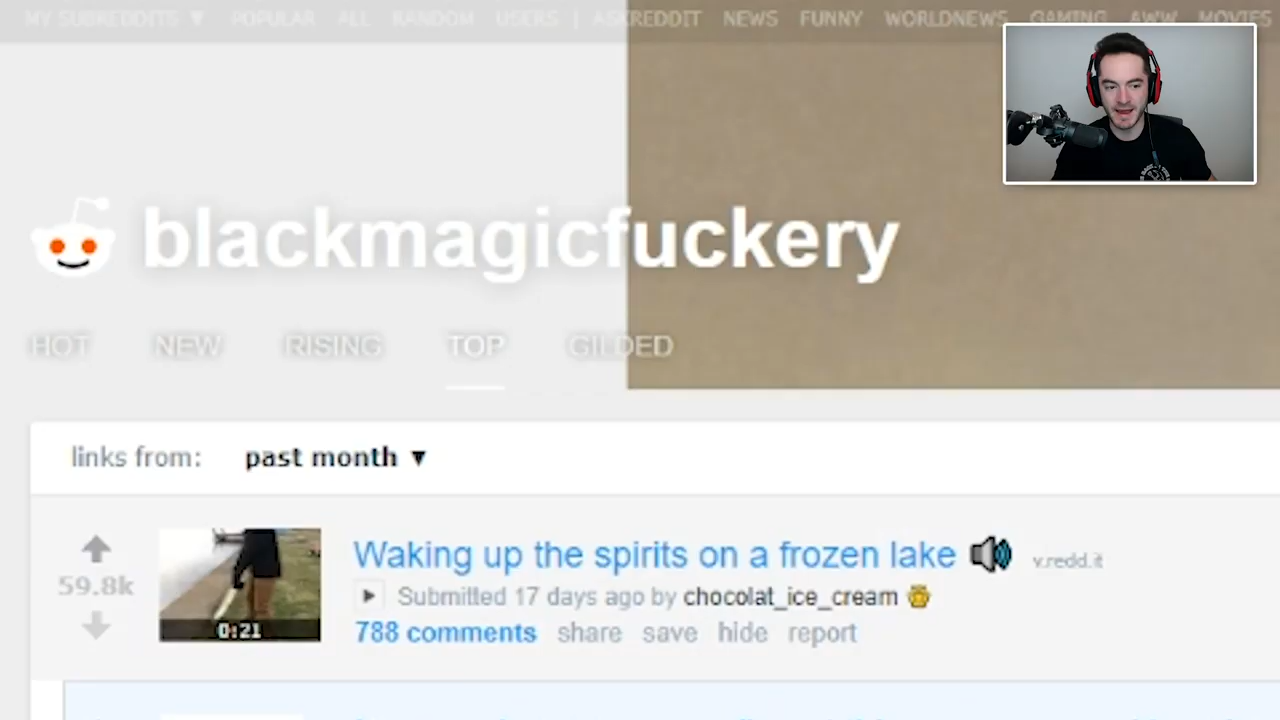 MY SUBREDDITS ▼ POPULAR ALL RANDOM USERS | ASKREDDIT NEWS FUNNY WORLDNEWS GAMING AWW MOVIES
blackmagicfuckery
HOT NEW RISING TOP GILDED
links from: past month ▼
Waking up the spirits on a frozen lake v.redd.it
59.8k
Submitted 17 days ago by chocolat_ice_cream
0:21
788 comments share save hide report